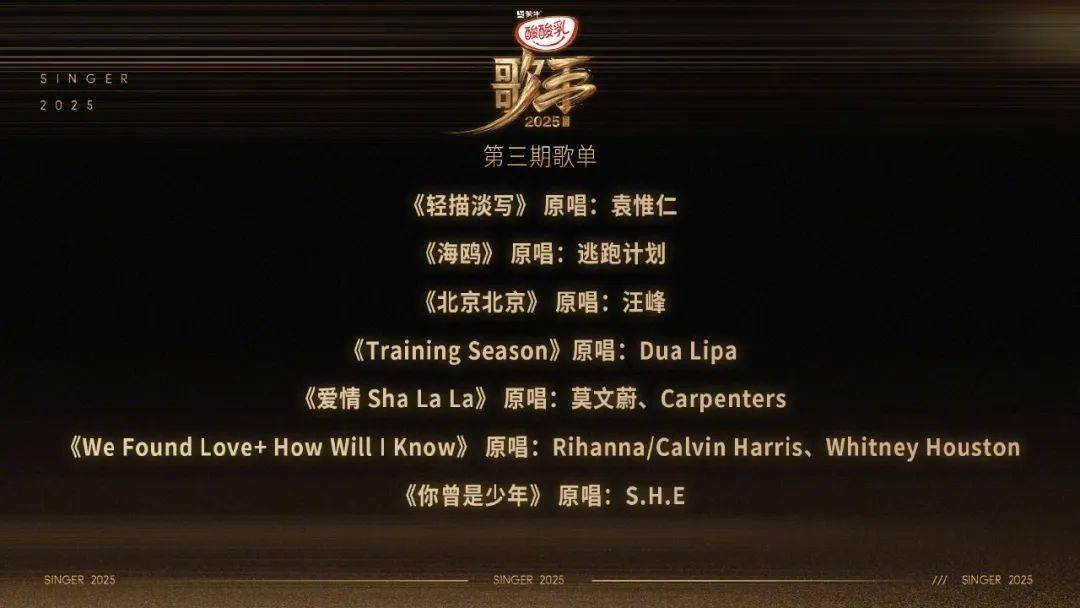 蒙牛
酸酸乳
歌手
2025
SINGER
2025
第三期歌单
《轻描淡写》 原唱：袁惟仁
《海鸥》 原唱：逃跑计划
《北京北京》 原唱：汪峰
《Training Season》原唱：Dua Lipa
《爱情 Sha La La》 原唱：莫文蔚、Carpenters
《We Found Love+ How Will I Know》 原唱：Rihanna/Calvin Harris、Whitney Houston
《你曾是少年》 原唱：S.H.E
SINGER 2025
SINGER 2025
/// SINGER 2025